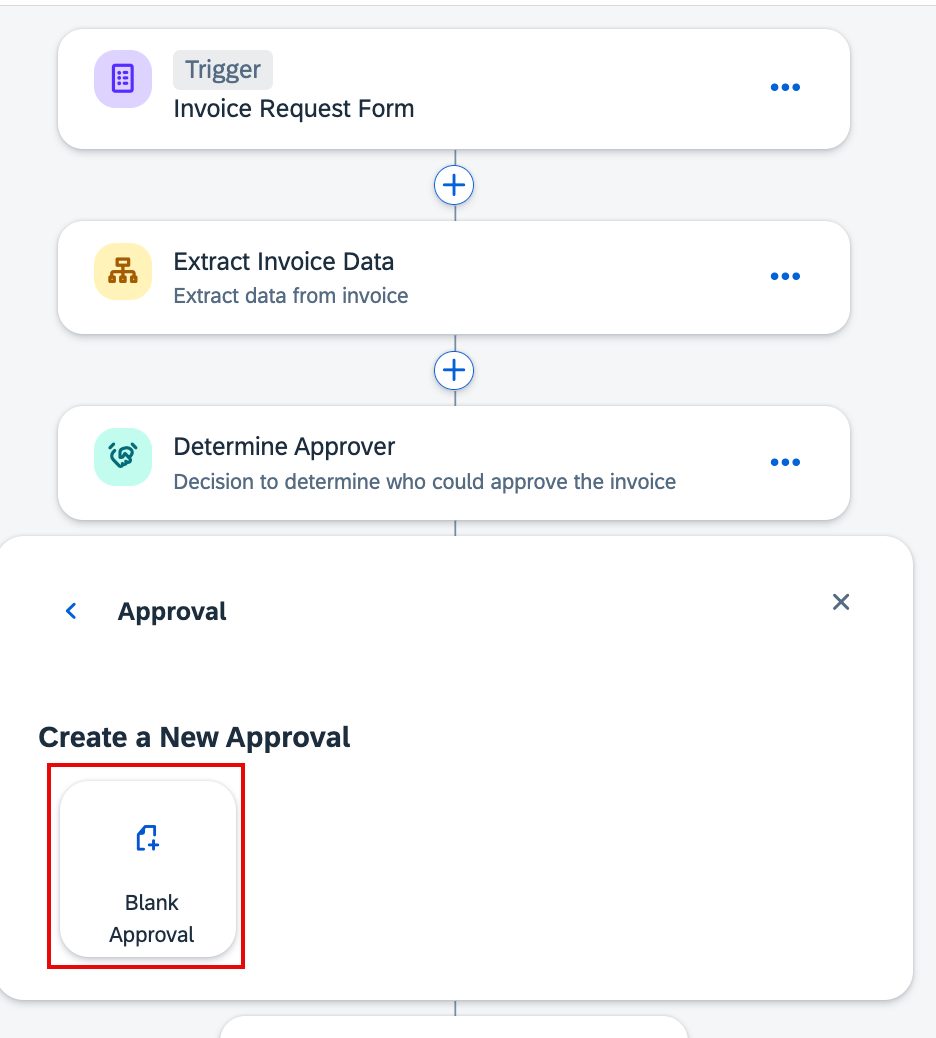 Trigger
Invoice Request Form
Extract Invoice Data
Extract data from invoice
Determine Approver
Decision to determine who could approve the invoice
Approval
Create a New Approval
Blank
Approval